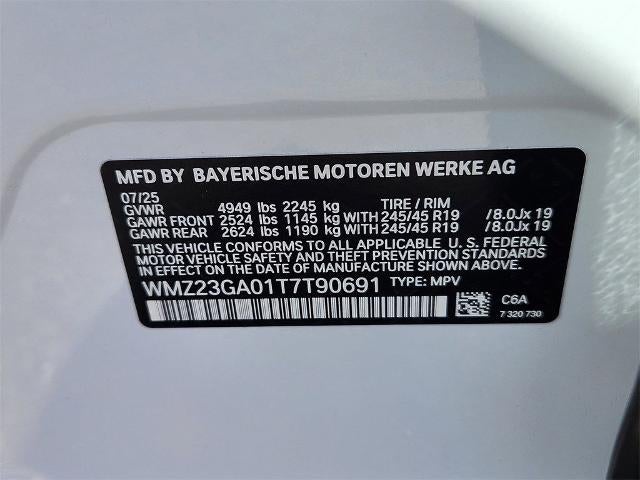 MFD BY BAYERISCHE MOTOREN WERKE AG
07/25
GVWR 4949 lbs 2245 kg TIRE / RIM
GAWR FRONT 2524 lbs 1145 kg WITH 245/45 R19 /8.0Jx 19
GAWR REAR 2624 lbs 1190 kg WITH 245/45 R19 /8.0Jx 19
THIS VEHICLE CONFORMS TO ALL APPLICABLE U. S. FEDERAL
MOTOR VEHICLE SAFETY, BUMPER, AND THEFT PREVENTION
STANDARDS IN EFFECT ON THE DATE OF MANUFACTURE SHOWN ABOVE.
WMZ23GA01T7T90691 TYPE: MPV
C6A
7 320 730